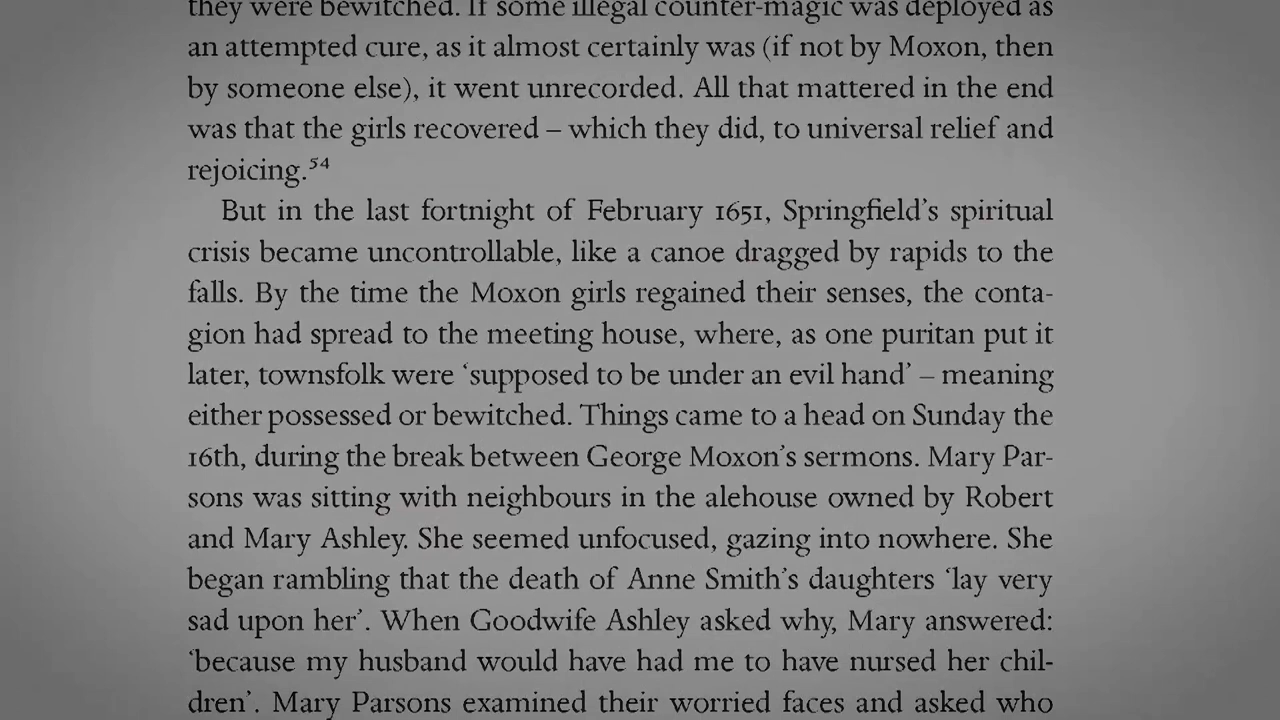 they were bewitched. If some illegal counter-magic was deployed as
an attempted cure, as it almost certainly was (if not by Moxon, then
by someone else), it went unrecorded. All that mattered in the end
was that the girls recovered – which they did, to universal relief and
rejoicing.⁵⁴
But in the last fortnight of February 1651, Springfield’s spiritual
crisis became uncontrollable, like a canoe dragged by rapids to the
falls. By the time the Moxon girls regained their senses, the conta-
gion had spread to the meeting house, where, as one puritan put it
later, townsfolk were ‘supposed to be under an evil hand’ – meaning
either possessed or bewitched. Things came to a head on Sunday the
16th, during the break between George Moxon’s sermons. Mary Par-
sons was sitting with neighbours in the alehouse owned by Robert
and Mary Ashley. She seemed unfocused, gazing into nowhere. She
began rambling that the death of Anne Smith’s daughters ‘lay very
sad upon her’. When Goodwife Ashley asked why, Mary answered:
‘because my husband would have had me to have nursed her chil-
dren’. Mary Parsons examined their worried faces and asked who